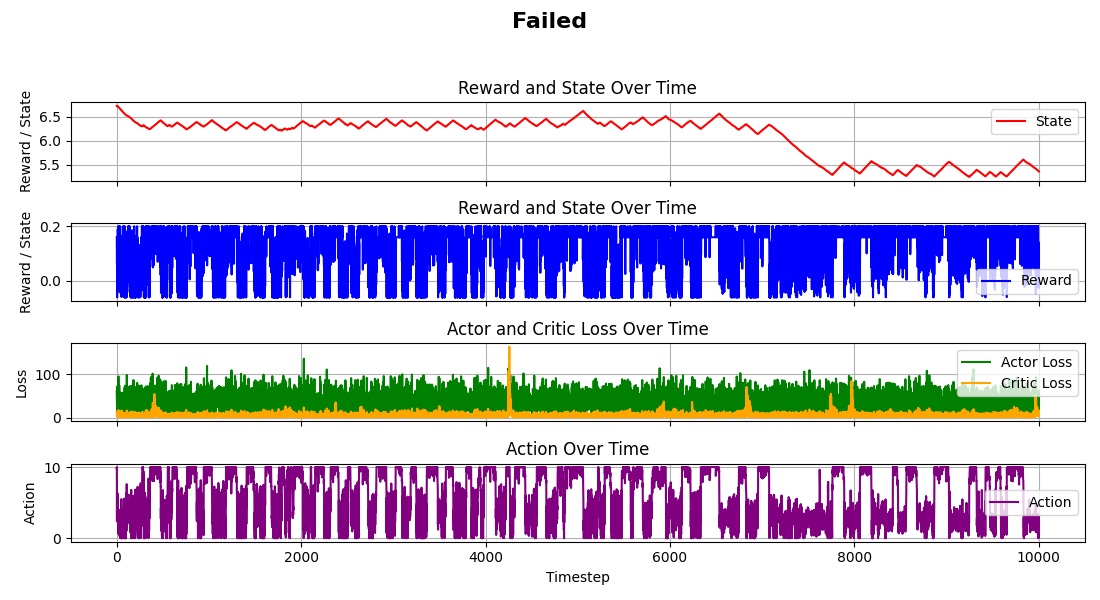 Failed
Reward and State Over Time
Reward / State
6.5
6.0
5.5
State
Reward and State Over Time
Reward / State
0.2
0.0
Reward
Actor and Critic Loss Over Time
Loss
100
0
Actor Loss
Critic Loss
Action Over Time
Action
10
0
Action
0 2000 4000 6000 8000 10000
Timestep